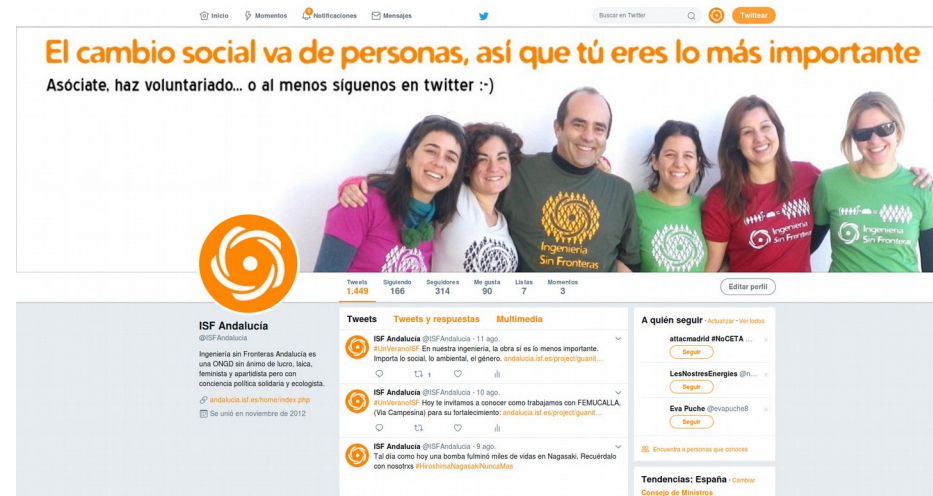 Inicio Momentos Notificaciones Mensajes Buscar en Twitter Twittear
El cambio social va de personas, así que tú eres lo más importante
Asóciate, haz voluntariado... o al menos síguenos en twitter :-)
Ingeniería
Sin Fronteras
Ingeniería
Sin Fronteras
Ingeniería
Sin Fronteras
Tweets Siguiendo Seguidores Me gusta Listas Momentos
1.449 166 314 90 7 3
Editar perfil
ISF Andalucía
@ISFAndalucia
Ingeniería sin Fronteras Andalucía es
una ONGD sin ánimo de lucro, laica,
feminista y apartidista pero con
conciencia política solidaria y ecologista.
andalucia.isf.es/home/index.php
Se unió en noviembre de 2012
Tweets Tweets y respuestas Multimedia
ISF Andalucía @ISFAndalucia · 11 ago.
#UnVeranoISF En nuestra ingeniería, la obra sí es lo menos importante.
Importa lo social, lo ambiental, el género. andalucia.isf.es/project/guanit...
1
ISF Andalucía @ISFAndalucia · 10 ago.
#UnVeranoISF Hoy te invitamos a conocer como trabajamos con FEMUCALLA,
(Via Campesina) para su fortalecimiento: andalucia.isf.es/project/guanit...
ISF Andalucía @ISFAndalucia · 9 ago.
Tal día como hoy una bomba fulminó miles de vidas en Nagasaki. Recuérdalo
con nosotrxs #HiroshimaNagasakiNuncaMas
A quién seguir · Actualizar · Ver todos
attacmadrid #NoCETA ...
Seguir
LesNostresEnergies @n...
Seguir
Eva Puche @evapuche8
Seguir
Encuentra a personas que conoces
Tendencias: España · Cambiar
Consejo de Ministros